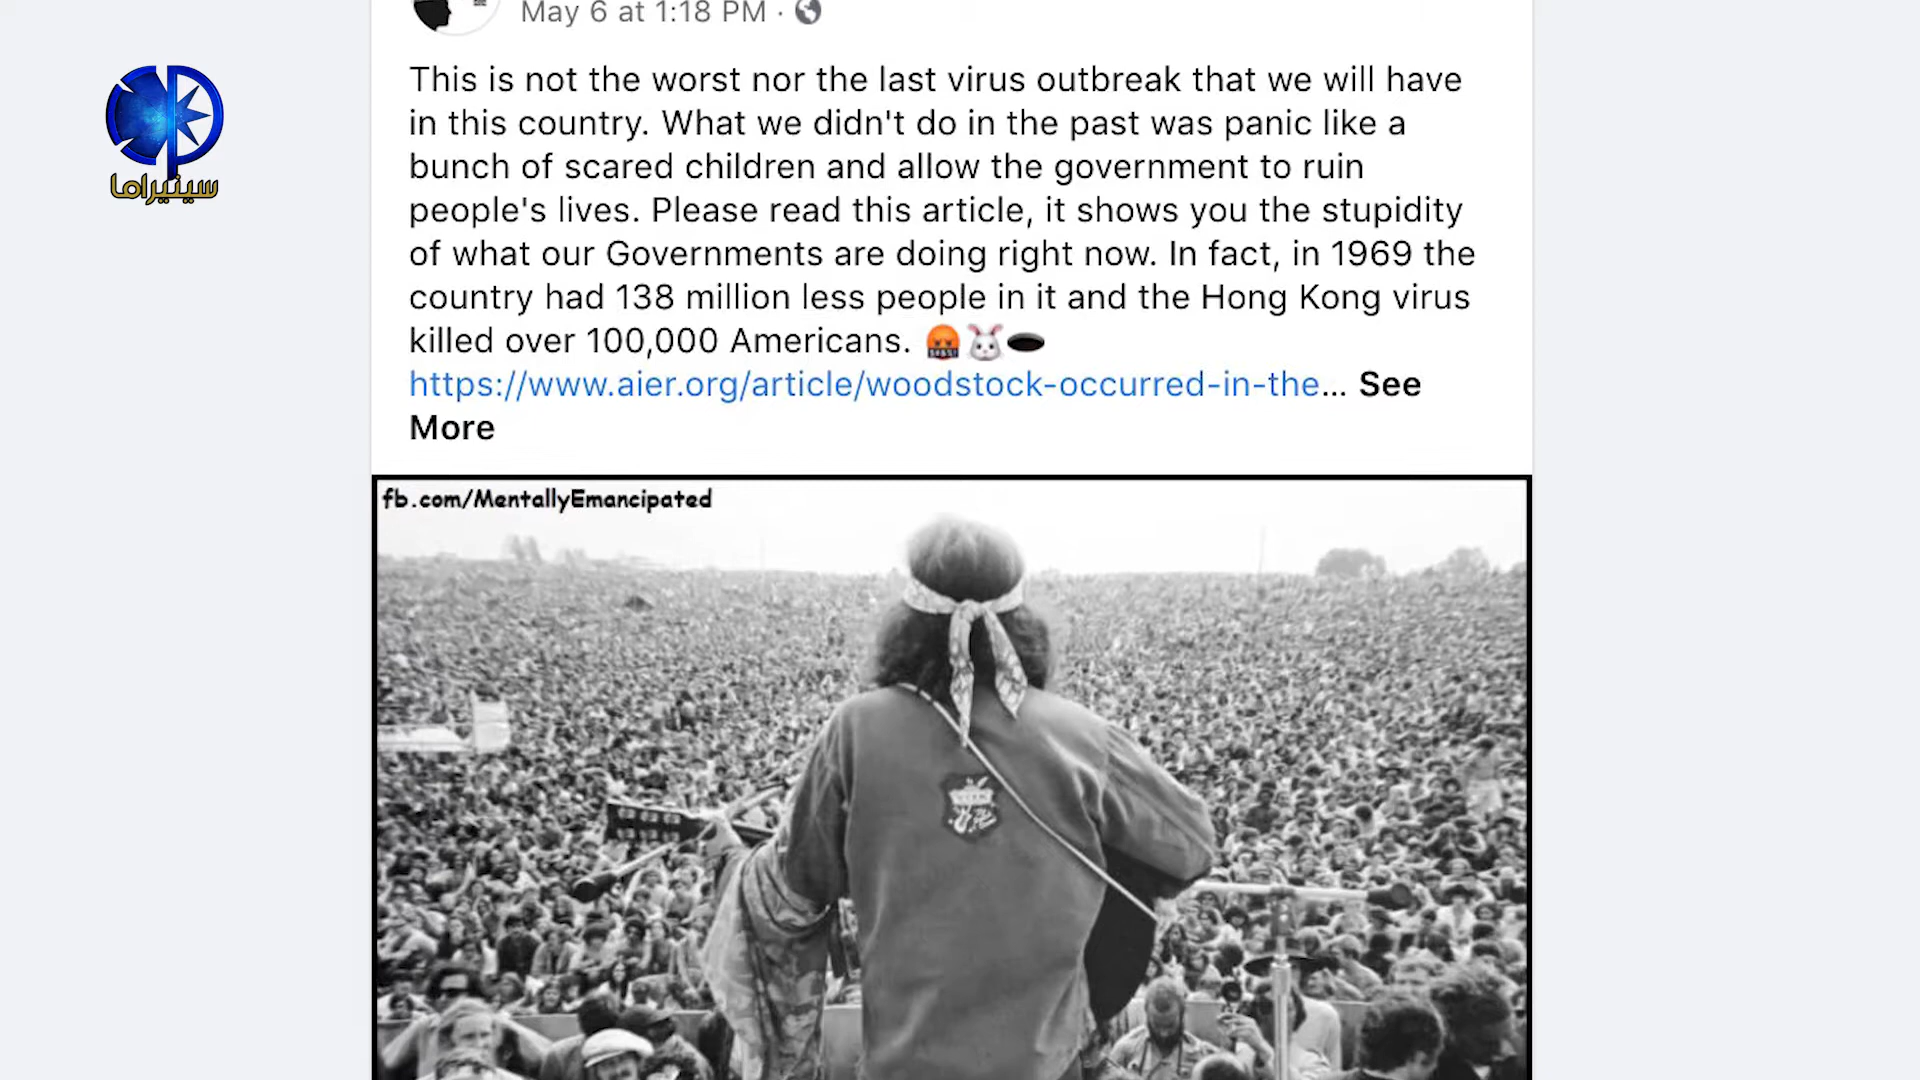 May 6 at 1:18 PM ·
سينيراما
This is not the worst nor the last virus outbreak that we will have
in this country. What we didn't do in the past was panic like a
bunch of scared children and allow the government to ruin
people's lives. Please read this article, it shows you the stupidity
of what our Governments are doing right now. In fact, in 1969 the
country had 138 million less people in it and the Hong Kong virus
killed over 100,000 Americans. 🤬🐰🕳️
https://www.aier.org/article/woodstock-occurred-in-the... See
More
fb.com/MentallyEmancipated